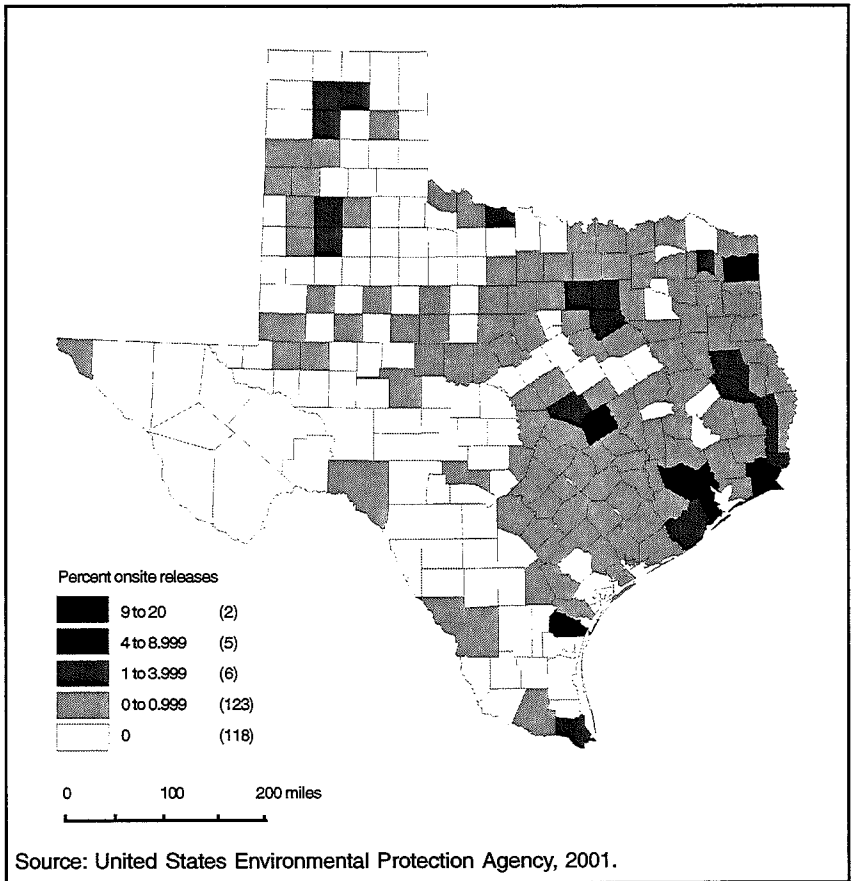 Percent onsite releases
9 to 20 (2)
4 to 8.999 (5)
1 to 3.999 (6)
0 to 0.999 (123)
0 (118)
0 100 200 miles
Source: United States Environmental Protection Agency, 2001.